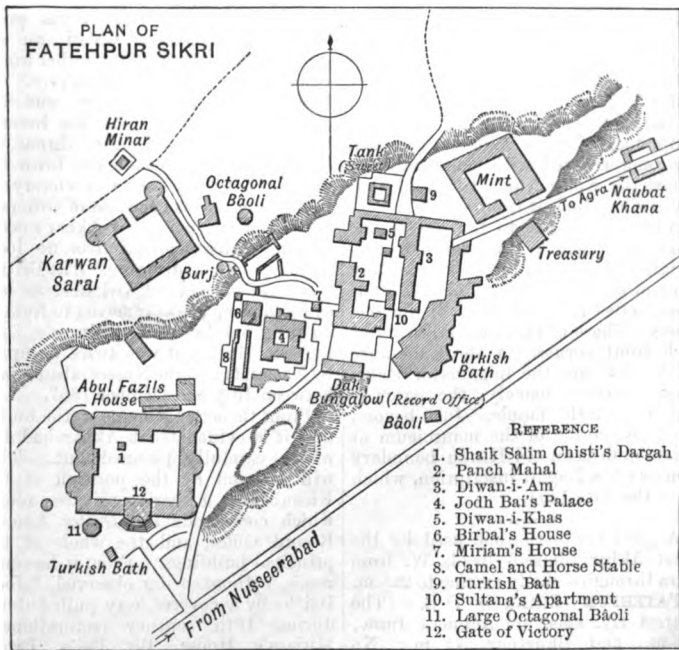 PLAN OF
FATEHPUR SIKRI
Hiran
Minar
Octagonal
Bâoli
Tank
(Sweet)
9
Mint
To Agra
Naubat
Khana
Karwan
Sarai
Burj
5
3
2
Treasury
7
6
10
4
8
Turkish
Bath
Abul Fazils
House
Dak
Bungalow (Record Office)
Bâoli
1
12
11
Turkish Bath
From Nusseerabad
REFERENCE
1. Shaik Salim Chisti's Dargah
2. Panch Mahal
3. Diwan-i-'Am
4. Jodh Bai's Palace
5. Diwan-i-Khas
6. Birbal's House
7. Miriam's House
8. Camel and Horse Stable
9. Turkish Bath
10. Sultana's Apartment
11. Large Octagonal Bâoli
12. Gate of Victory